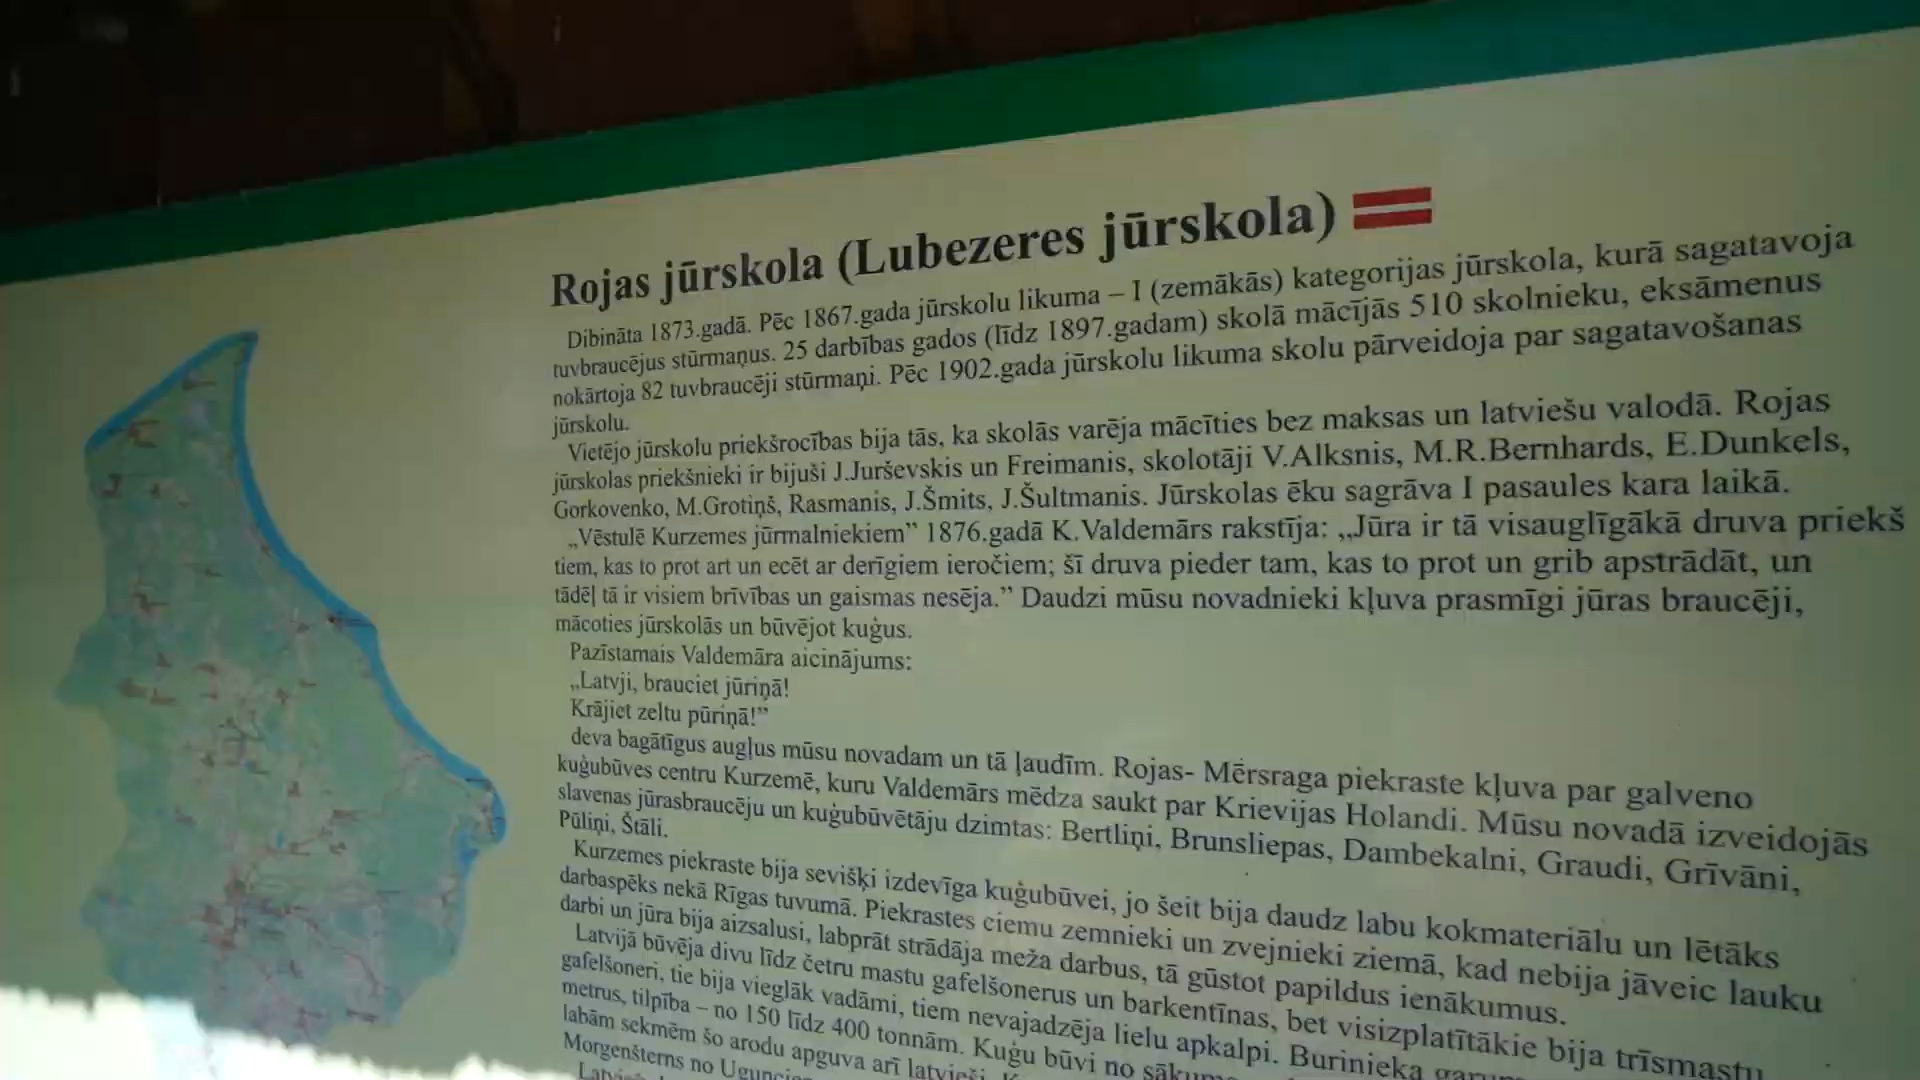 Rojas jūrskola (Lubezeres jūrskola)
Dibināta 1873.gadā. Pēc 1867.gada jūrskolu likuma – I (zemākās) kategorijas jūrskola, kurā sagatavoja
tuvbraucējus stūrmaņus. 25 darbības gados (līdz 1897.gadam) skolā mācījās 510 skolnieku, eksāmenus
nokārtoja 82 tuvbraucēji stūrmaņi. Pēc 1902.gada jūrskolu likuma skolu pārveidoja par sagatavošanas
jūrskolu.
Vietējo jūrskolu priekšrocības bija tās, ka skolās varēja mācīties bez maksas un latviešu valodā. Rojas
jūrskolas priekšnieki ir bijuši J.Jurševskis un Freimanis, skolotāji V.Alksnis, M.R.Bernhards, E.Dunkels,
Gorkovenko, M.Grotiņš, Rasmanis, J.Šmits, J.Šultmanis. Jūrskolas ēku sagrāva I pasaules kara laikā.
„Vēstulē Kurzemes jūrmalniekiem” 1876.gadā K.Valdemārs rakstīja: „Jūra ir tā visauglīgākā druva priekš
tiem, kas to prot art un ecēt ar derīgiem ieročiem; šī druva pieder tam, kas to prot un grib apstrādāt, un
tādēļ tā ir visiem brīvības un gaismas nesēja.” Daudzi mūsu novadnieki kļuva prasmīgi jūras braucēji,
mācoties jūrskolās un būvējot kuģus.
Pazīstamais Valdemāra aicinājums:
„Latvji, brauciet jūriņā!
Krājiet zeltu pūriņā!”
deva bagātīgus augļus mūsu novadam un tā ļaudīm. Rojas- Mērsraga piekraste kļuva par galveno
kuģubūves centru Kurzemē, kuru Valdemārs mēdza saukt par Krievijas Holandi. Mūsu novadā izveidojās
slavenas jūrasbraucēju un kuģubūvētāju dzimtas: Bertliņi, Brunsliepas, Dambekalni, Graudi, Grīvāni,
Pūliņi, Štāli.
Kurzemes piekraste bija sevišķi izdevīga kuģubūvei, jo šeit bija daudz labu kokmateriālu un lētāks
darbaspēks nekā Rīgas tuvumā. Piekrastes ciemu zemnieki un zvejnieki ziemā, kad nebija jāveic lauku
darbi un jūra bija aizsalusi, labprāt strādāja meža darbus, tā gūstot papildus ienākumus.
Latvijā būvēja divu līdz četru mastu gafelšonerus un barkentīnas, bet visizplatītākie bija trīsmastu
gafelšoneri, tie bija vieglāk vadāmi, tiem nevajadzēja lielu apkalpi. Burinieka
metrus, tilpība – no 150 līdz 400 tonnām. Kuģu būvi no
labām sekmēm šo arodu apguva arī latvieši.
Morgenšterns no